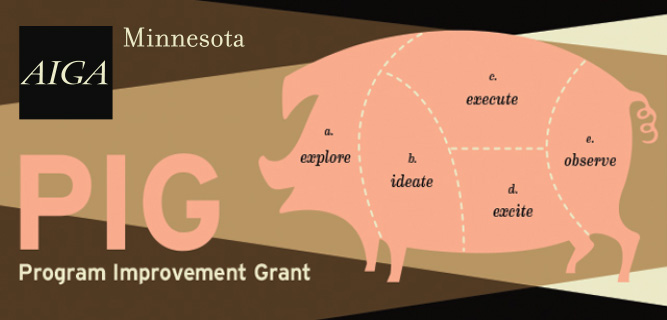 AIGA
Minnesota
PIG
Program Improvement Grant
a.
explore
b.
ideate
c.
execute
d.
excite
e.
observe